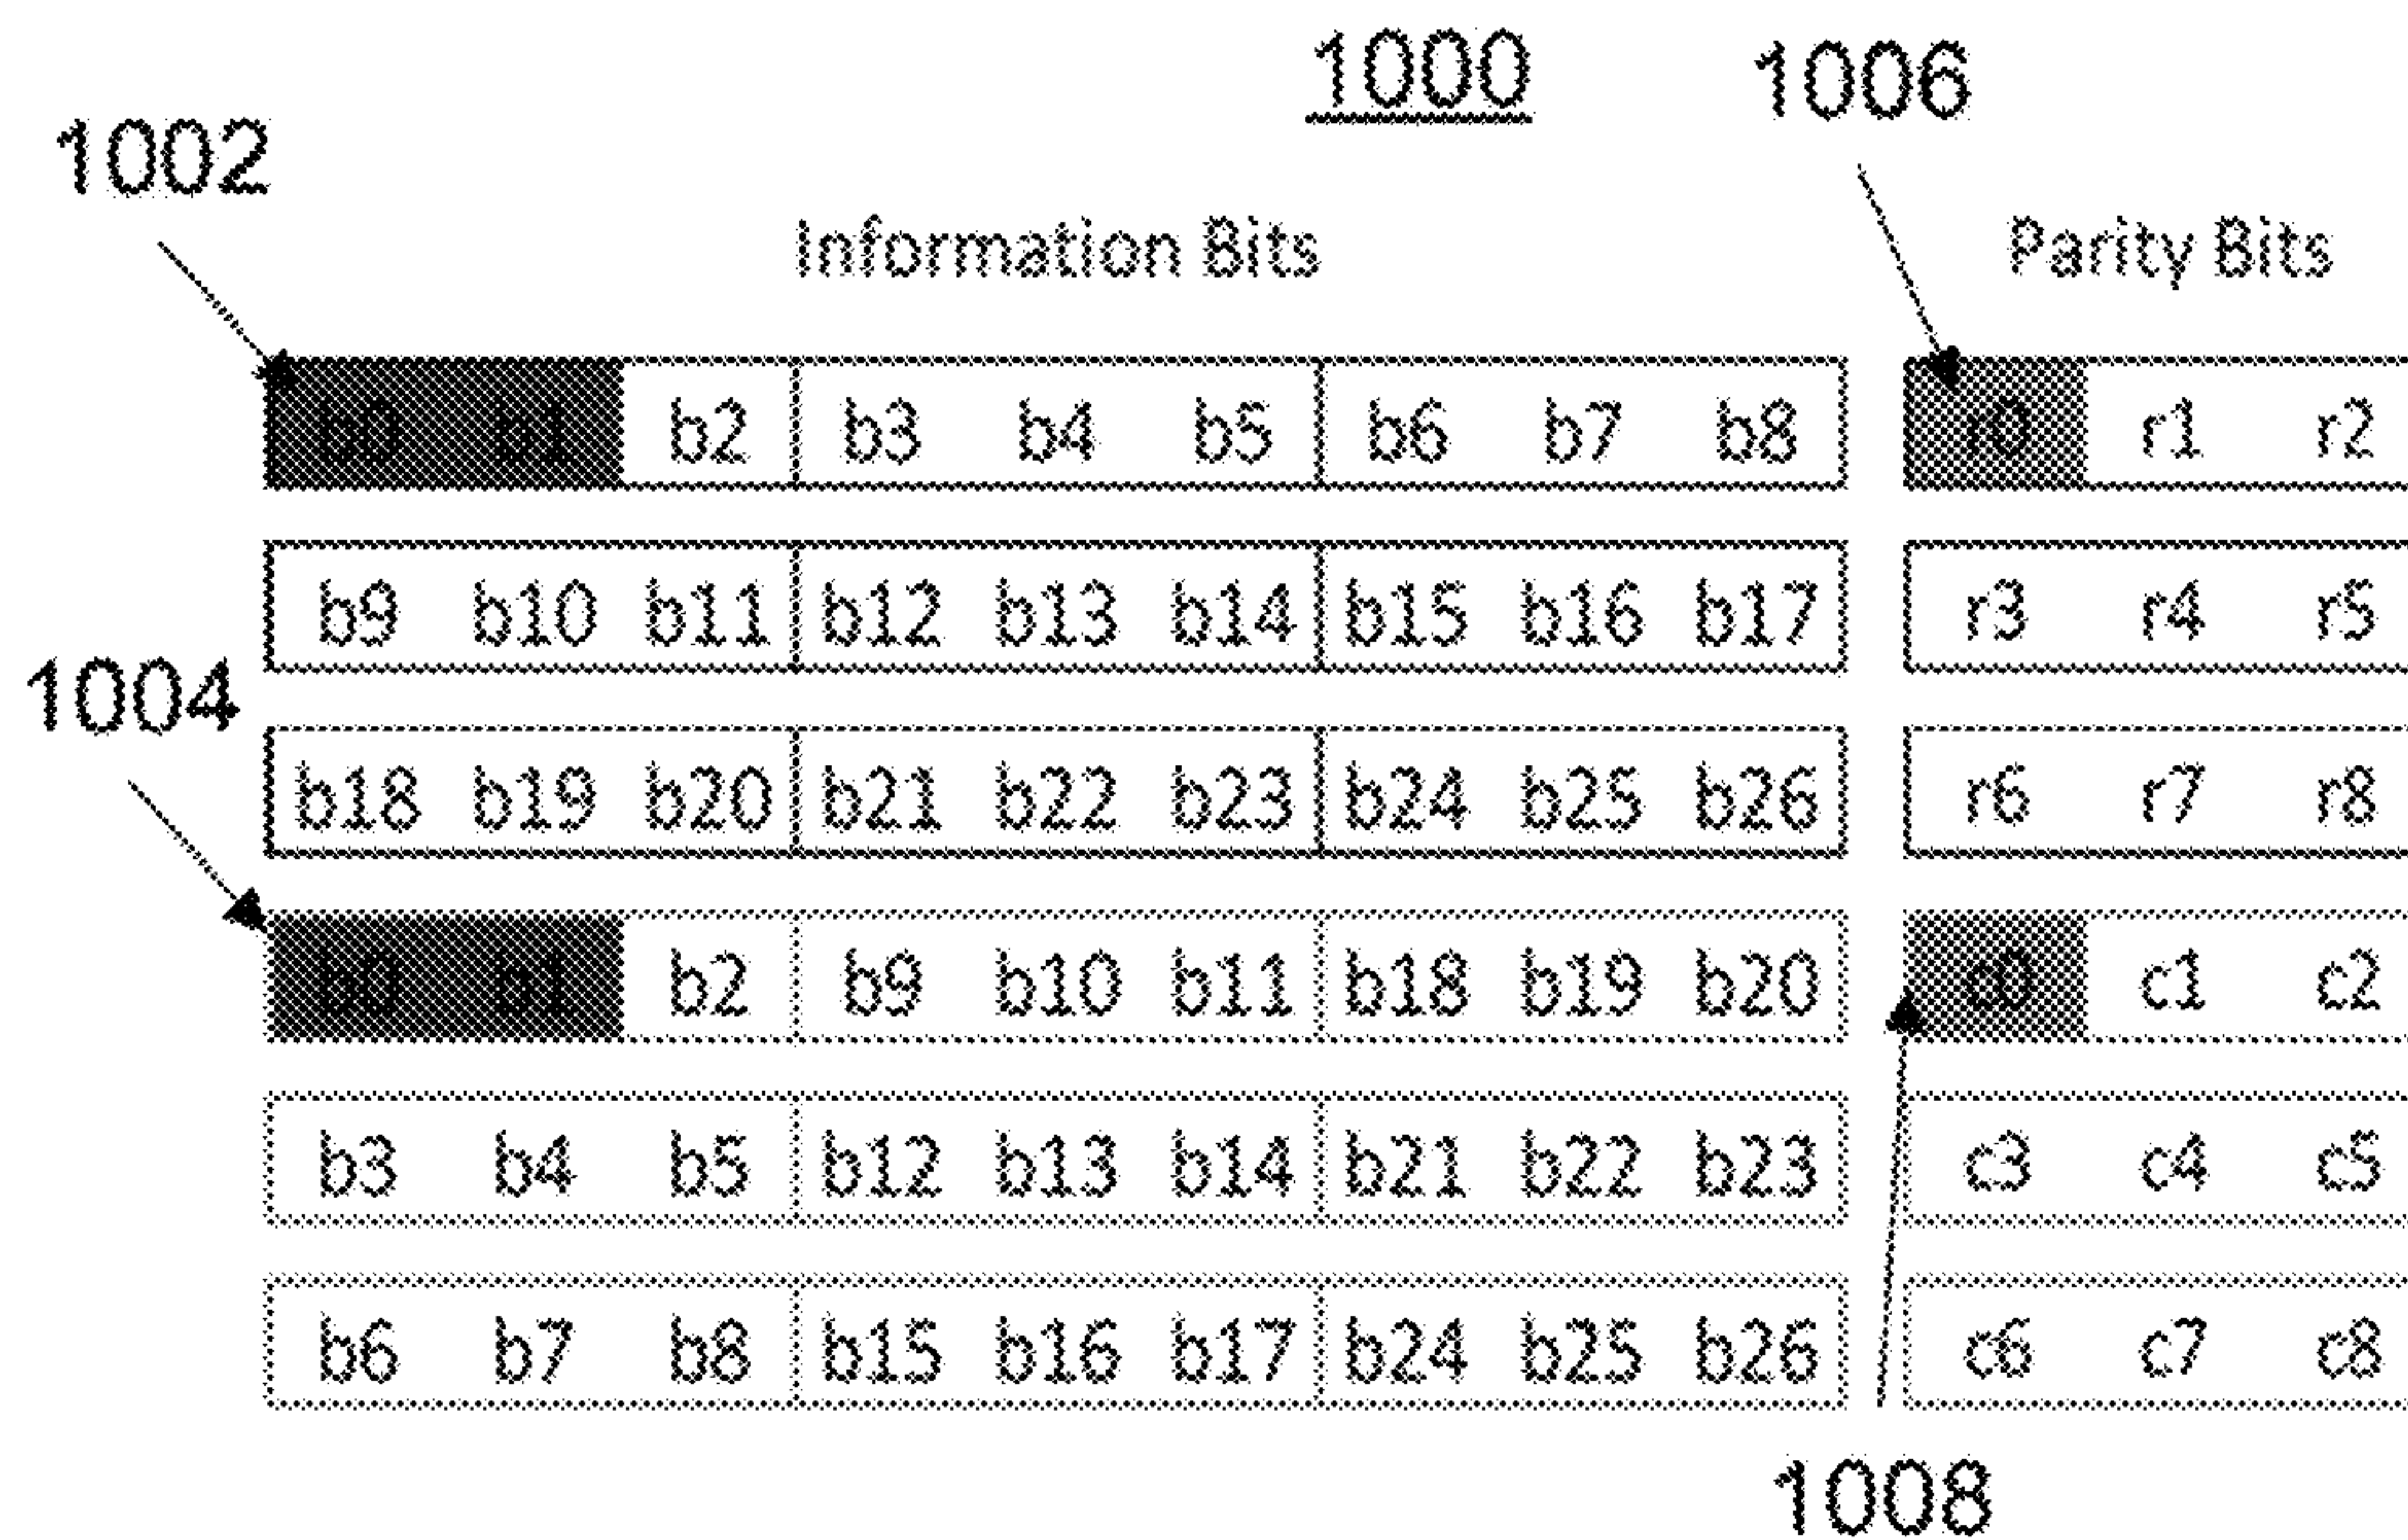 1000
1006
1002
Information Bits
Parity Bits
b0 b1 b2 b3 b4 b5 b6 b7 b8 r0 r1 r2
b9 b10 b11 b12 b13 b14 b15 b16 b17 r3 r4 r5
1004
b18 b19 b20 b21 b22 b23 b24 b25 b26 r6 r7 r8
b0 b1 b2 b9 b10 b11 b18 b19 b20 c0 c1 c2
b3 b4 b5 b12 b13 b14 b21 b22 b23 c3 c4 c5
b6 b7 b8 b15 b16 b17 b24 b25 b26 c6 c7 c8
1008